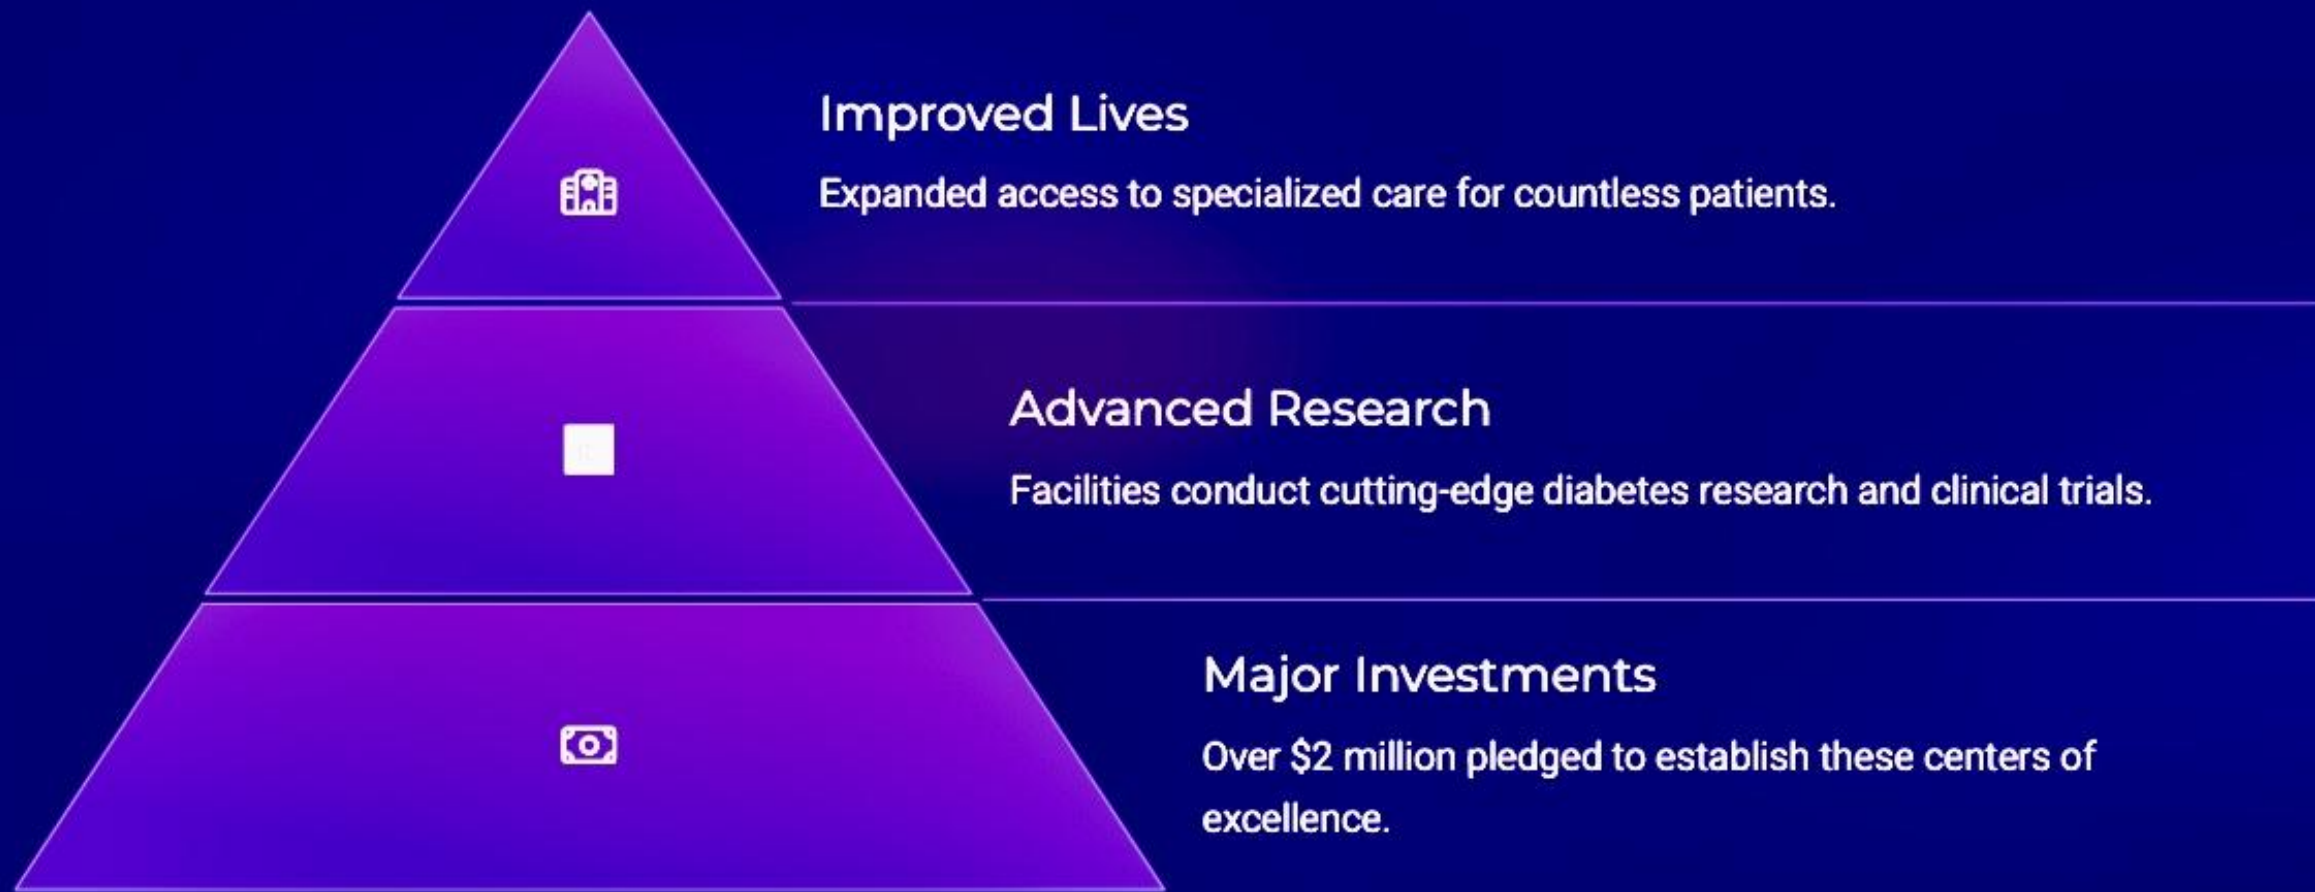 Improved Lives
Expanded access to specialized care for countless patients.
Advanced Research
Facilities conduct cutting-edge diabetes research and clinical trials.
Major Investments
Over $2 million pledged to establish these centers of
excellence.